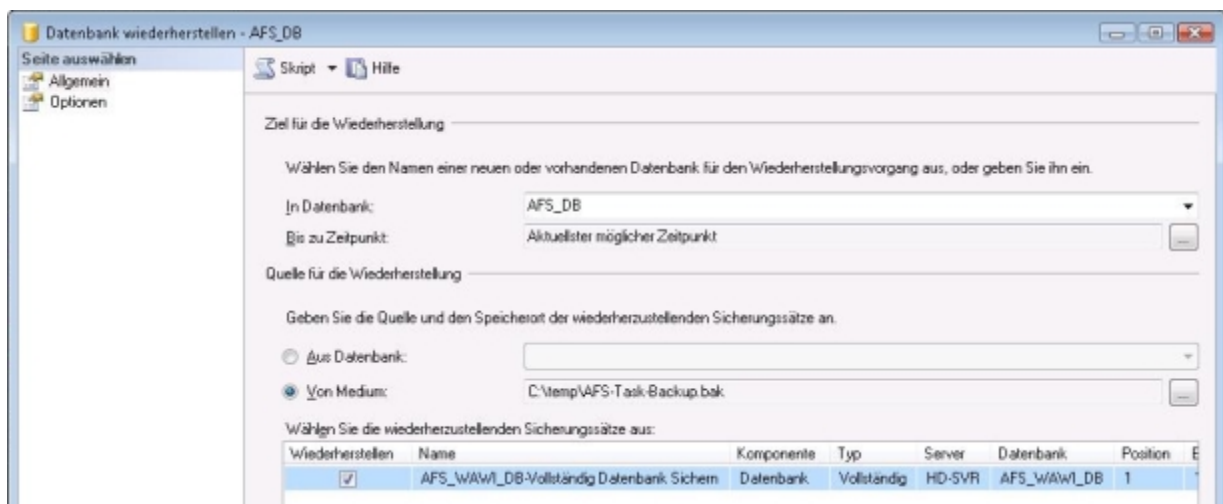 Datenbank wiederherstellen - AFS_DB
Seite auswählen
Allgemein
Optionen
Skript Hilfe
Ziel für die Wiederherstellung
Wählen Sie den Namen einer neuen oder vorhandenen Datenbank für den Wiederherstellungsvorgang aus, oder geben Sie ihn ein.
In Datenbank: AFS_DB
Bis zu Zeitpunkt: Aktuellster möglicher Zeitpunkt ...
Quelle für die Wiederherstellung
Geben Sie die Quelle und den Speicherort der wiederherzustellenden Sicherungssätze an.
Aus Datenbank:
Von Medium: C:\temp\AFS-Task-Backup.bak ...
Wählen Sie die wiederherzustellenden Sicherungssätze aus:
Wiederherstellen Name Komponente Typ Server Datenbank Position E
AFS_WAWI_DB-Vollständig Datenbank Sichern Datenbank Vollständig HD-SVR AFS_WAWI_DB 1